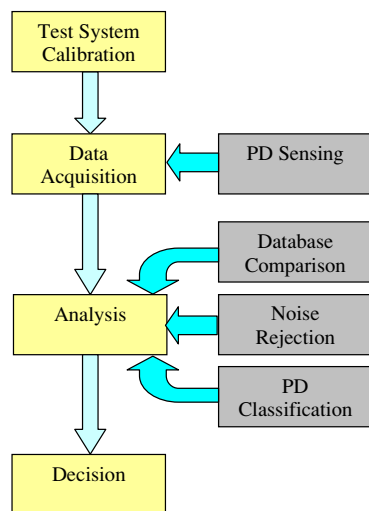 Test System
Calibration
Data
Acquisition
PD Sensing
Database
Comparison
Analysis
Noise
Rejection
PD
Classification
Decision